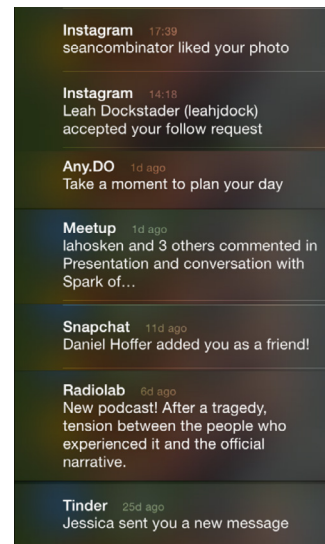 Instagram 17:39
seancombinator liked your photo
Instagram 14:18
Leah Dockstader (leahjdock)
accepted your follow request
Any.DO 1d ago
Take a moment to plan your day
Meetup 1d ago
lahosken and 3 others commented in
Presentation and conversation with
Spark of…
Snapchat 11d ago
Daniel Hoffer added you as a friend!
Radiolab 6d ago
New podcast! After a tragedy,
tension between the people who
experienced it and the official
narrative.
Tinder 25d ago
Jessica sent you a new message